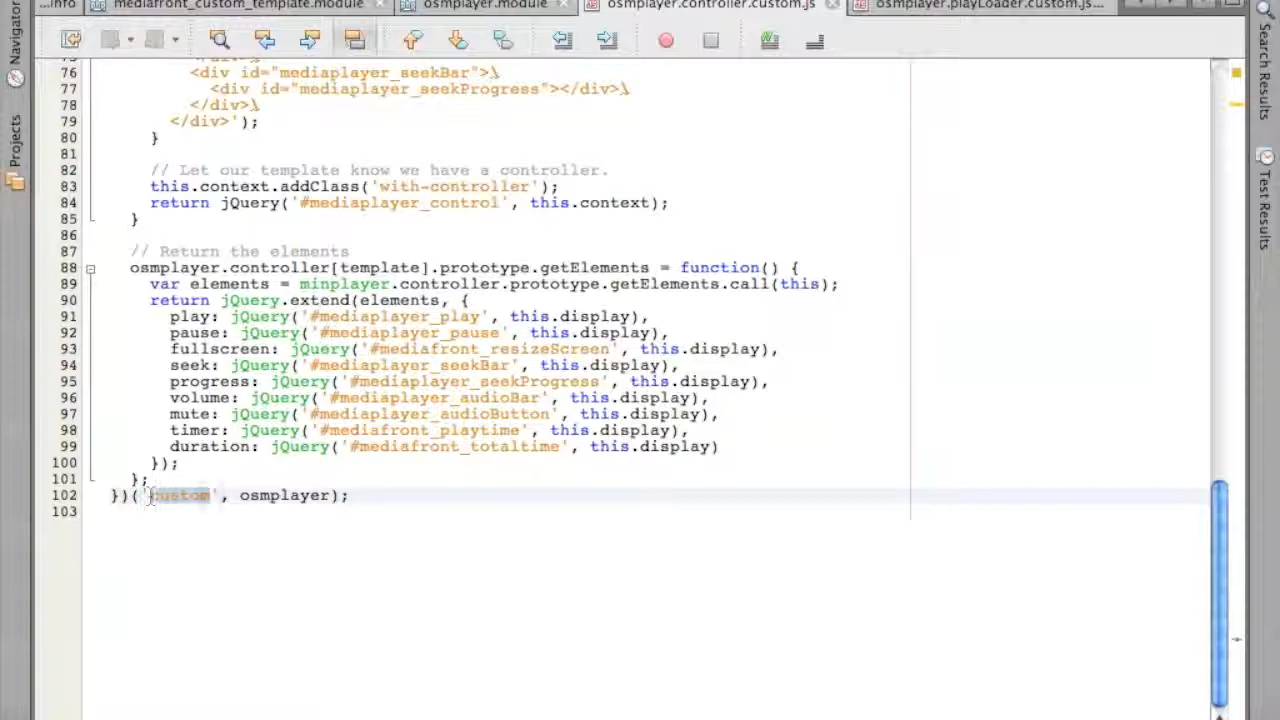 ...info
mediafront_custom_template.module
osmplayer.module
osmplayer.controller.custom.js
osmplayer.playLoader.custom.js...
Navigator
Projects
Search Results
Test Results
76 <div id="mediaplayer_seekBar">\
77 <div id="mediaplayer_seekProgress"></div>\
78 </div>\
79 </div>');
80 }
81
82 // Let our template know we have a controller.
83 this.context.addClass('with-controller');
84 return jQuery('#mediaplayer_control', this.context);
85 }
86
87 // Return the elements
88 osmplayer.controller[template].prototype.getElements = function() {
89 var elements = minplayer.controller.prototype.getElements.call(this);
90 return jQuery.extend(elements, {
91 play: jQuery('#mediaplayer_play', this.display),
92 pause: jQuery('#mediaplayer_pause', this.display),
93 fullscreen: jQuery('#mediafront_resizeScreen', this.display),
94 seek: jQuery('#mediaplayer_seekBar', this.display),
95 progress: jQuery('#mediaplayer_seekProgress', this.display),
96 volume: jQuery('#mediaplayer_audioBar', this.display),
97 mute: jQuery('#mediaplayer_audioButton', this.display),
98 timer: jQuery('#mediafront_playtime', this.display),
99 duration: jQuery('#mediafront_totaltime', this.display)
100 });
101 };
102 })('custom', osmplayer);
103